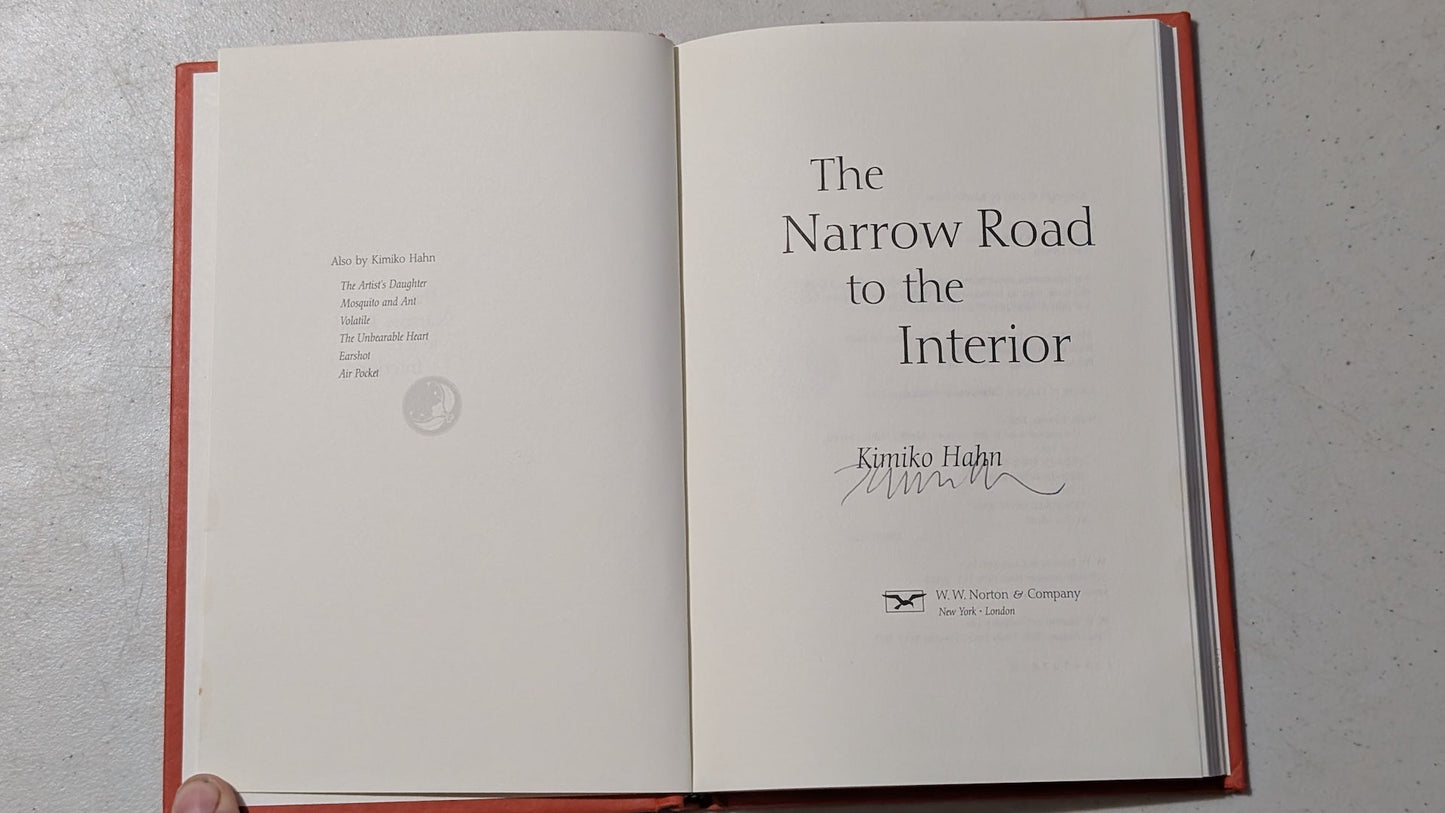 Also by Kimiko Hahn
The Artist's Daughter
Mosquito and Ant
Volatile
The Unbearable Heart
Earshot
Air Pocket
The
Narrow Road
to the
Interior
Kimiko Hahn
W. W. Norton & Company
New York • London